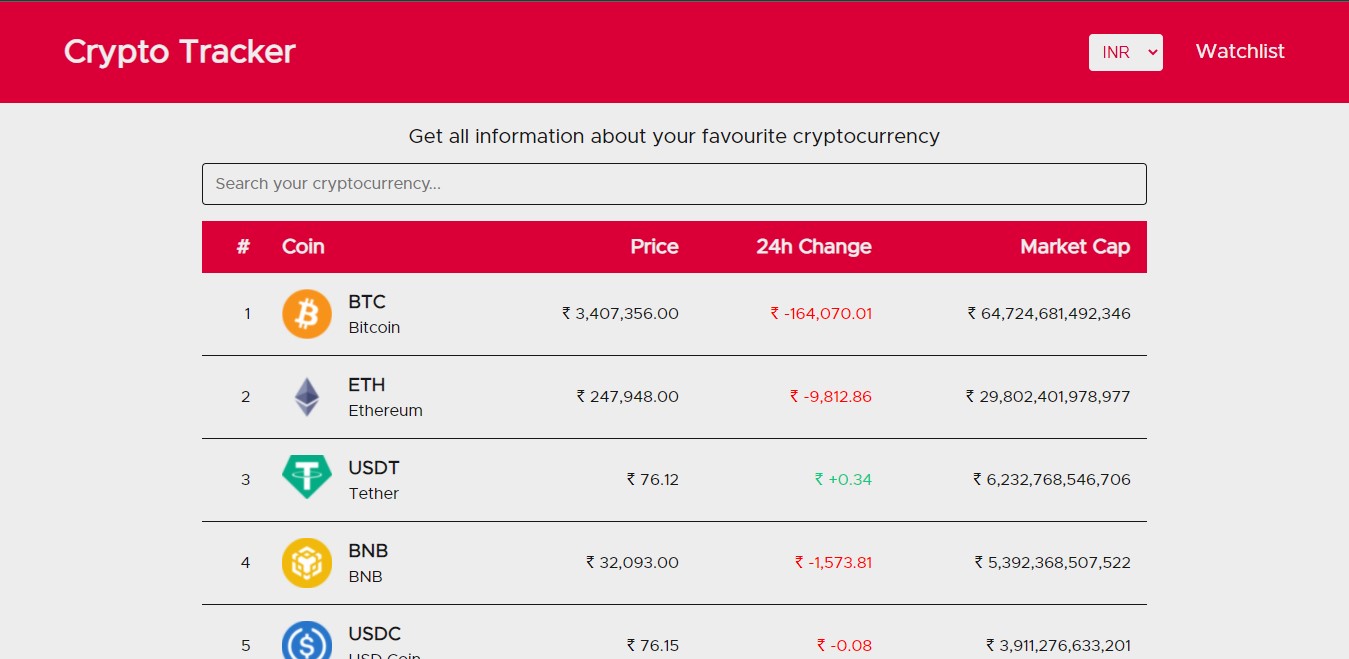 Crypto Tracker INR Watchlist
Get all information about your favourite cryptocurrency
Search your cryptocurrency...
# Coin Price 24h Change Market Cap
1 BTC Bitcoin ₹ 3,407,356.00 ₹ -164,070.01 ₹ 64,724,681,492,346
2 ETH Ethereum ₹ 247,948.00 ₹ -9,812.86 ₹ 29,802,401,978,977
3 USDT Tether ₹ 76.12 ₹ +0.34 ₹ 6,232,768,546,706
4 BNB BNB ₹ 32,093.00 ₹ -1,573.81 ₹ 5,392,368,507,522
5 USDC USD Coin ₹ 76.15 ₹ -0.08 ₹ 3,911,276,633,201